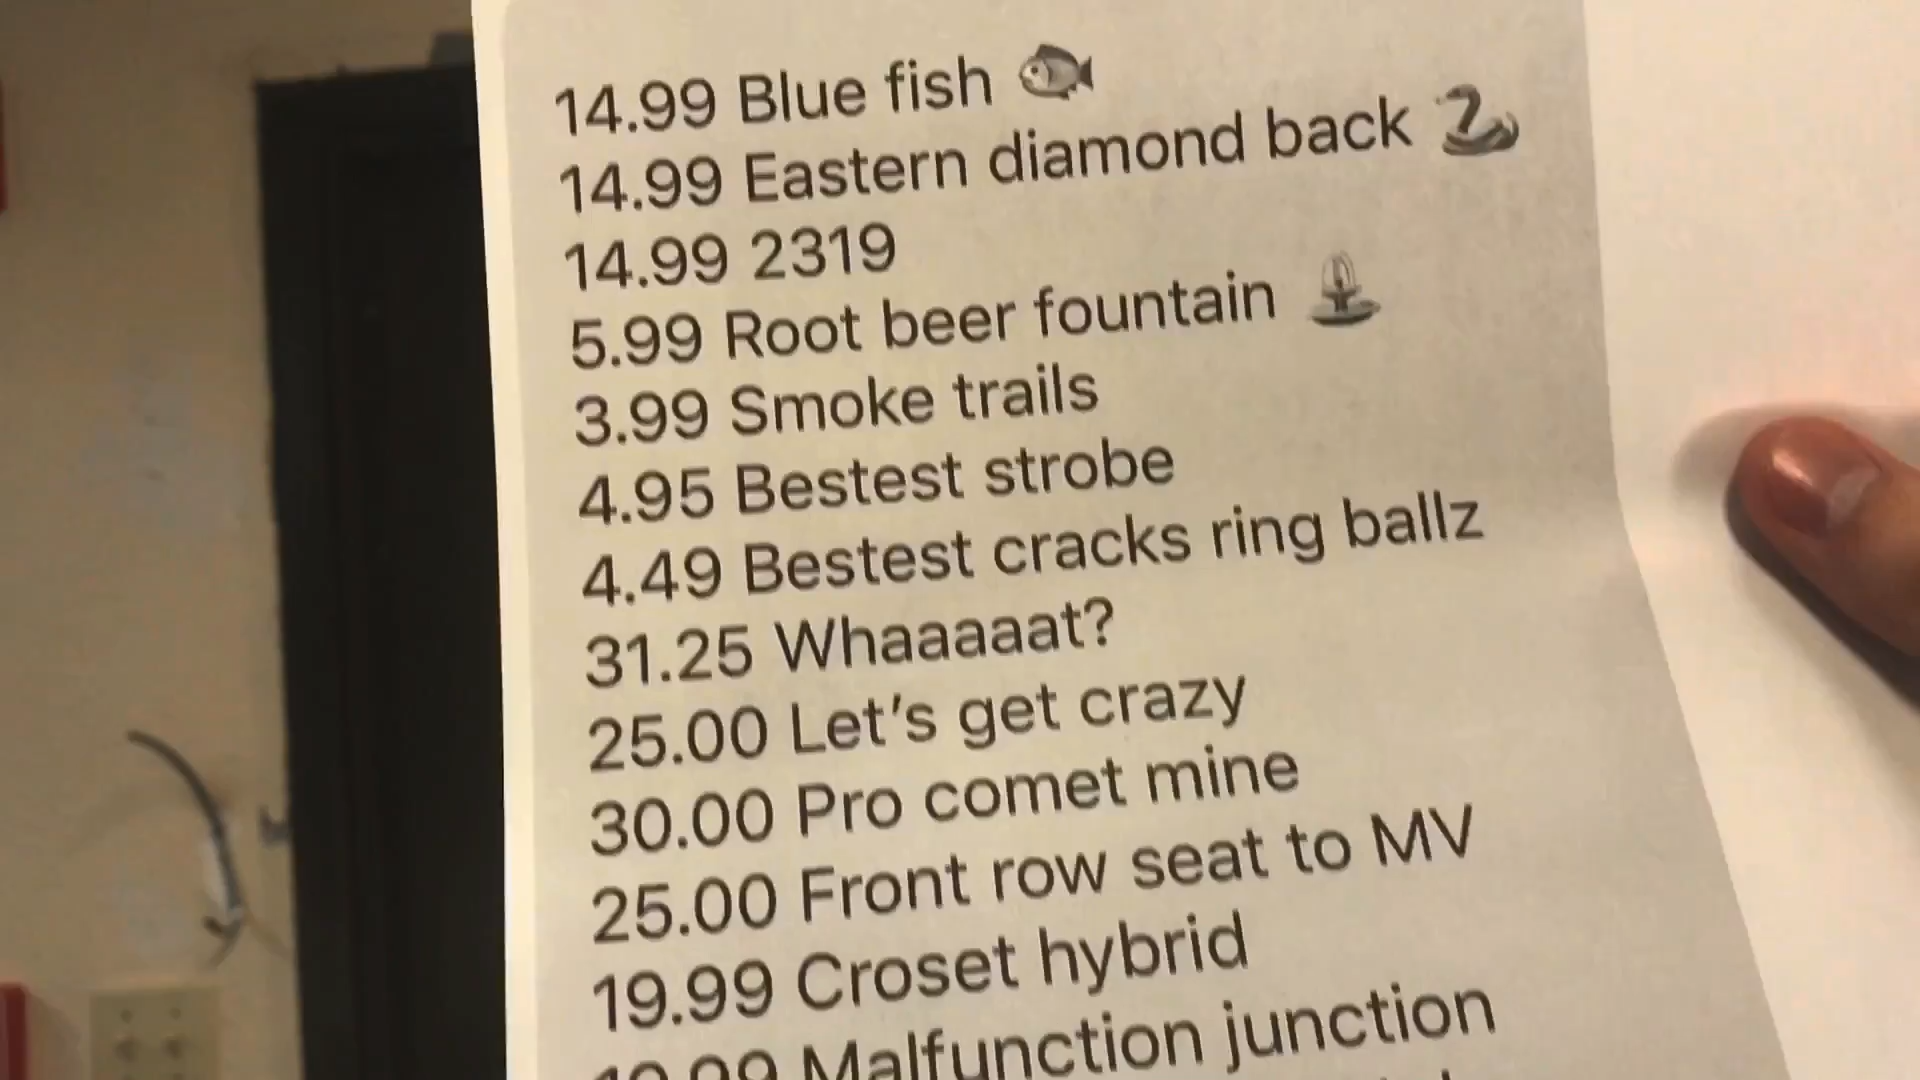 14.99 Blue fish 🐟
14.99 Eastern diamond back 🐍
14.99 2319
5.99 Root beer fountain ⛲
3.99 Smoke trails
4.95 Bestest strobe
4.49 Bestest cracks ring ballz
31.25 Whaaaaat?
25.00 Let's get crazy
30.00 Pro comet mine
25.00 Front row seat to MV
19.99 Croset hybrid
Malfunction junction